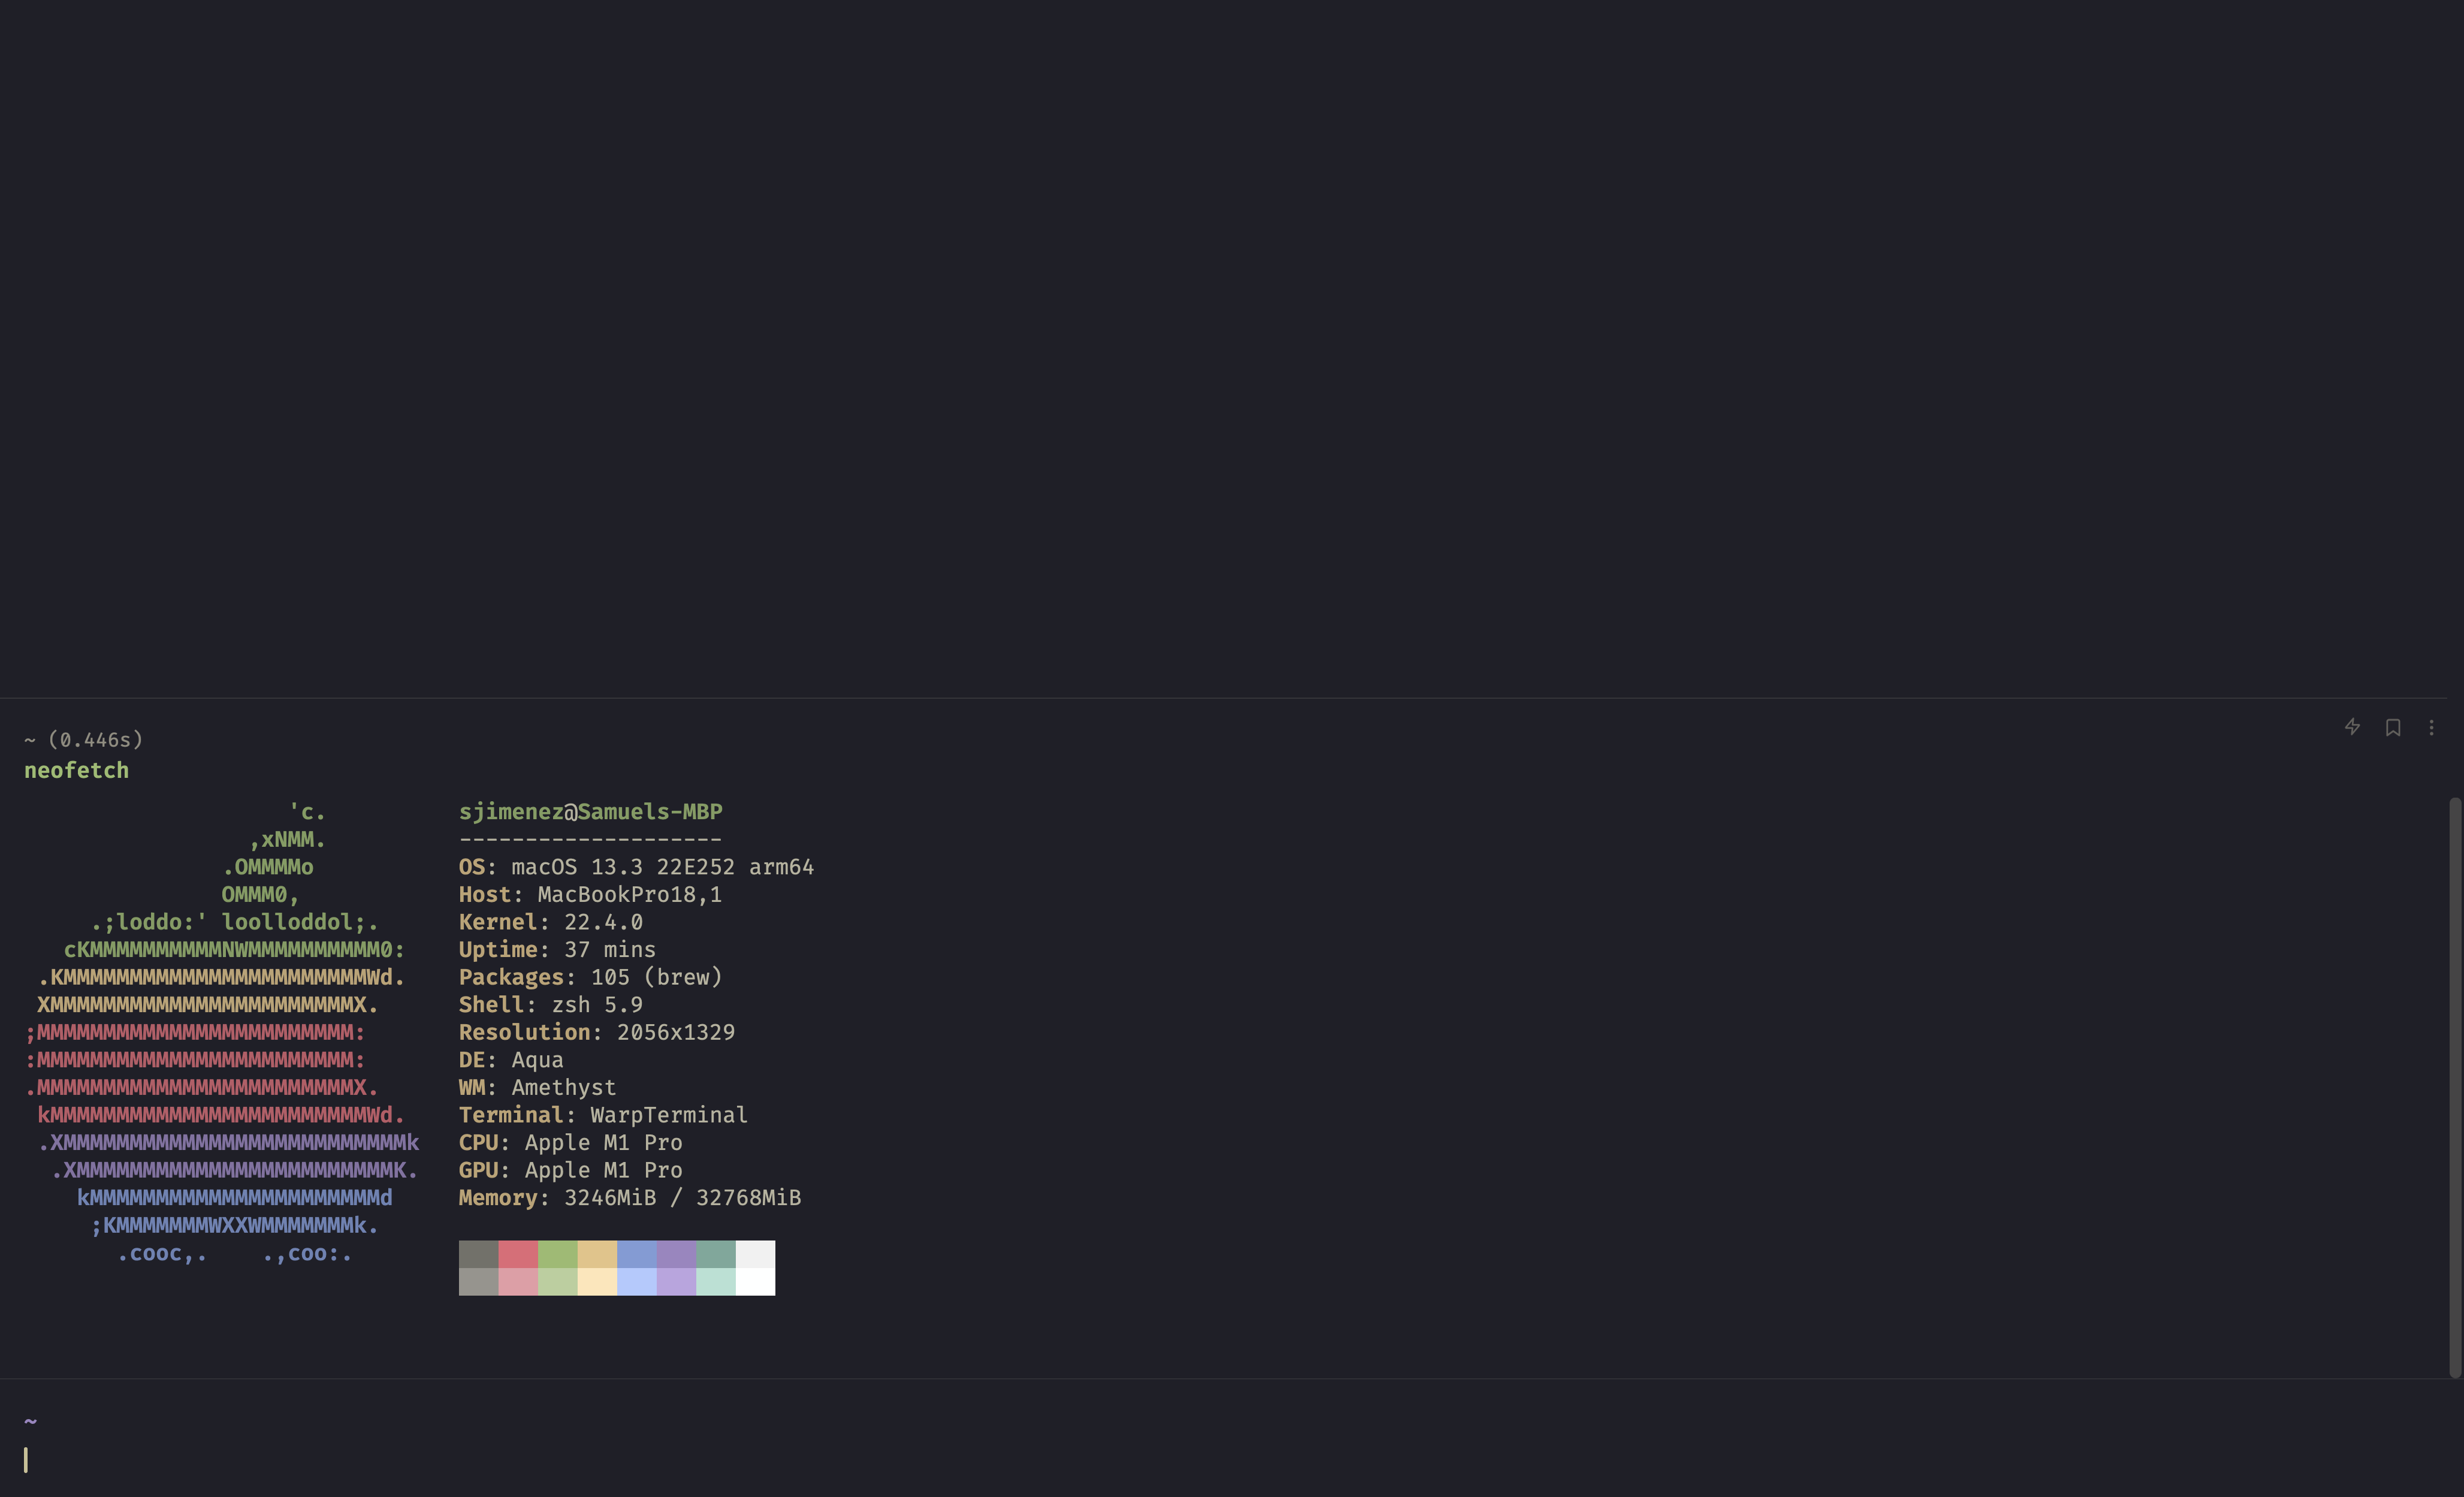 ~ (0.446s)
neofetch
'c. sjimenez@Samuels-MBP
,xNMM. --------------------
.OMMMMo OS: macOS 13.3 22E252 arm64
OMMM0, Host: MacBookPro18,1
.;loddo:' loolloddol;. Kernel: 22.4.0
cKMMMMMMMMMMNWMMMMMMMMMM0: Uptime: 37 mins
.KMMMMMMMMMMMMMMMMMMMMMMMWd. Packages: 105 (brew)
XMMMMMMMMMMMMMMMMMMMMMMMX. Shell: zsh 5.9
;MMMMMMMMMMMMMMMMMMMMMMMM: Resolution: 2056x1329
:MMMMMMMMMMMMMMMMMMMMMMMM: DE: Aqua
.MMMMMMMMMMMMMMMMMMMMMMMMX. WM: Amethyst
kMMMMMMMMMMMMMMMMMMMMMMMMWd. Terminal: WarpTerminal
.XMMMMMMMMMMMMMMMMMMMMMMMMMMk CPU: Apple M1 Pro
.XMMMMMMMMMMMMMMMMMMMMMMMMK. GPU: Apple M1 Pro
kMMMMMMMMMMMMMMMMMMMMMMd Memory: 3246MiB / 32768MiB
;KMMMMMMMWXXWMMMMMMMk.
.cooc,. .,coo:.
~